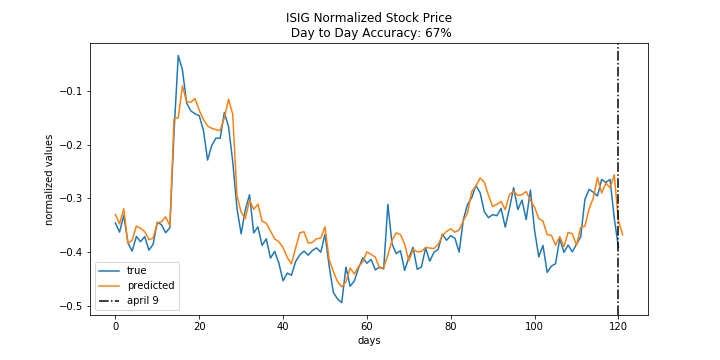 ISIG Normalized Stock Price
Day to Day Accuracy: 67%
normalized values
−0.1
−0.2
−0.3
−0.4
−0.5
true
predicted
april 9
0
20
40
60
80
100
120
days